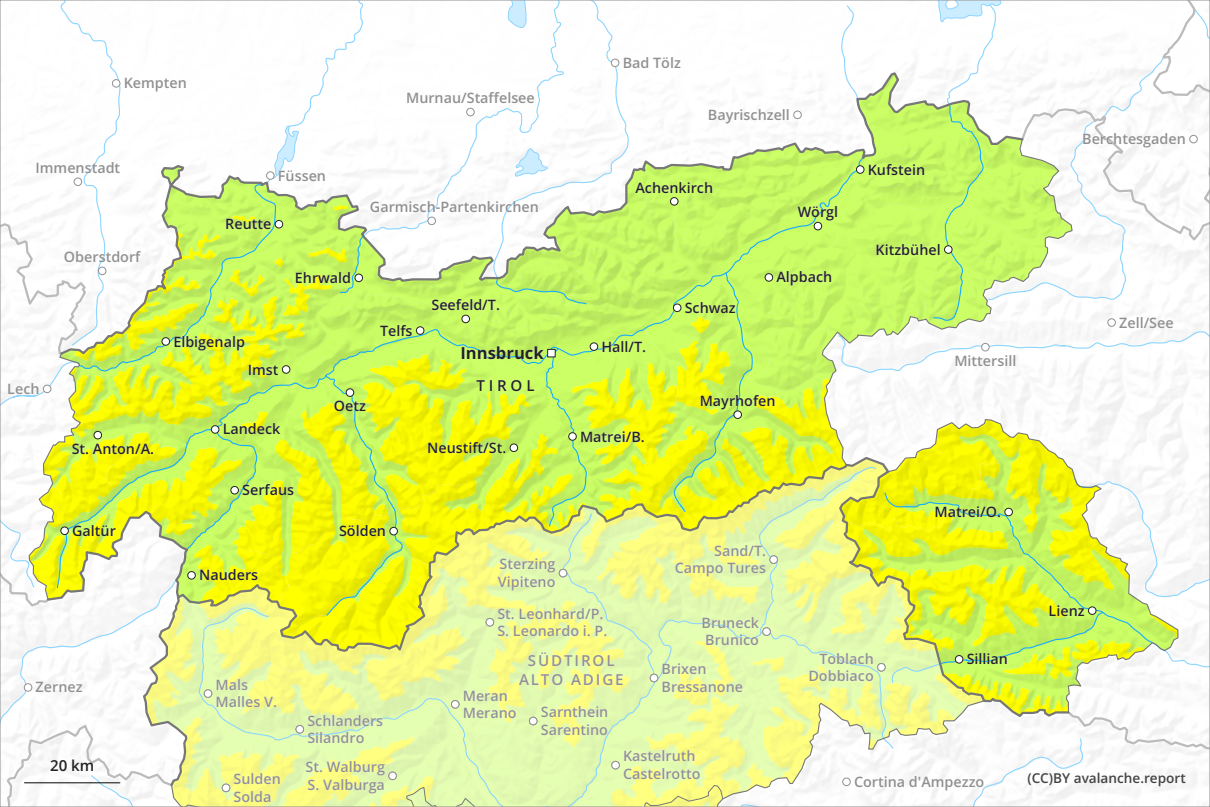 Bad Tölz
Kempten
Murnau/Staffelsee
Bayrischzell
Berchtesgaden
Immenstadt
Füssen
Kufstein
Achenkirch
Garmisch-Partenkirchen
Wörgl
Reutte
Kitzbühel
Oberstdorf
Ehrwald
Alpbach
Seefeld/T.
Schwaz
Zell/See
Telfs
Elbigenalp
Hall/T.
Innsbruck
Mittersill
Imst
TIROL
Lech
Oetz
Mayrhofen
Landeck
Matrei/B.
St. Anton/A.
Neustift/St.
Serfaus
Matrei/O.
Galtür
Sölden
Sand/T.
Campo Tures
Sterzing
Vipiteno
Nauders
Lienz
St. Leonhard/P.
S. Leonardo i. P.
Bruneck
Brunico
SÜDTIROL
ALTO ADIGE
Toblach
Dobbiaco
Sillian
Brixen
Bressanone
Zernez
Mals
Malles V.
Meran
Merano
Sarnthein
Sarentino
Schlanders
Silandro
Kastelruth
Castelrotto
20 km
St. Walburg
S. Valburga
Sulden
Solda
Cortina d'Ampezzo
(CC)BY avalanche.report